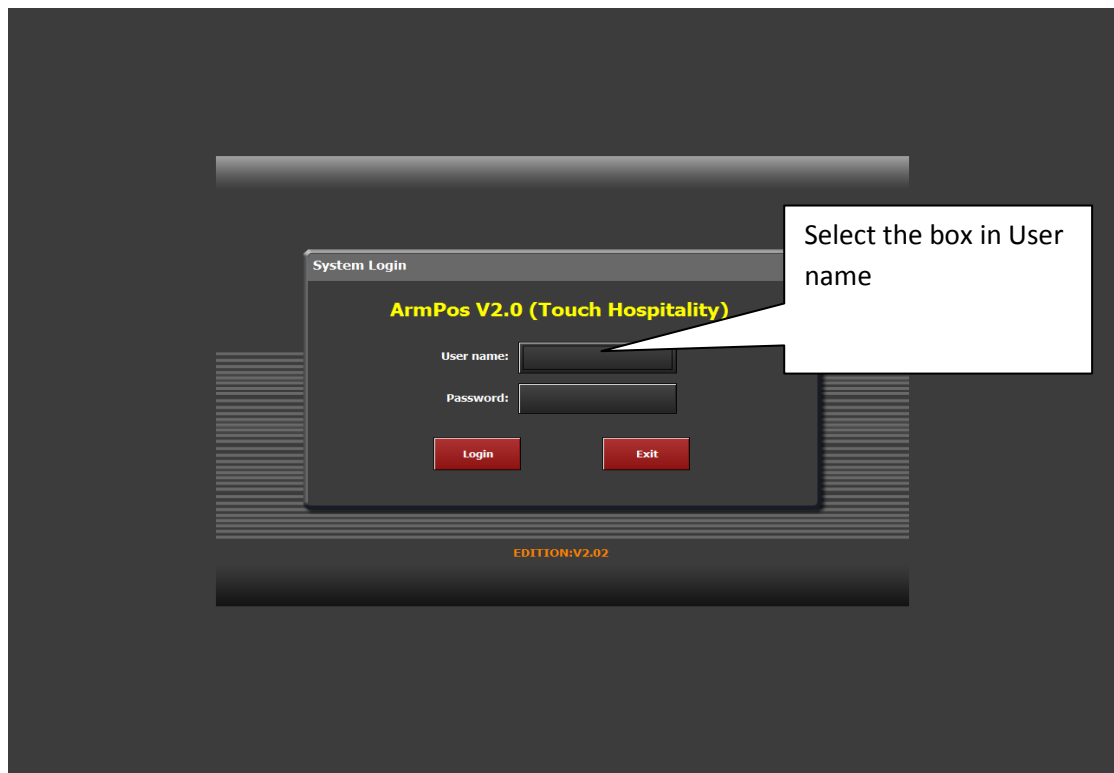 Select the box in User
name
System Login
ArmPos V2.0 (Touch Hospitality)
User name:
Password:
Login Exit
EDITION:V2.02